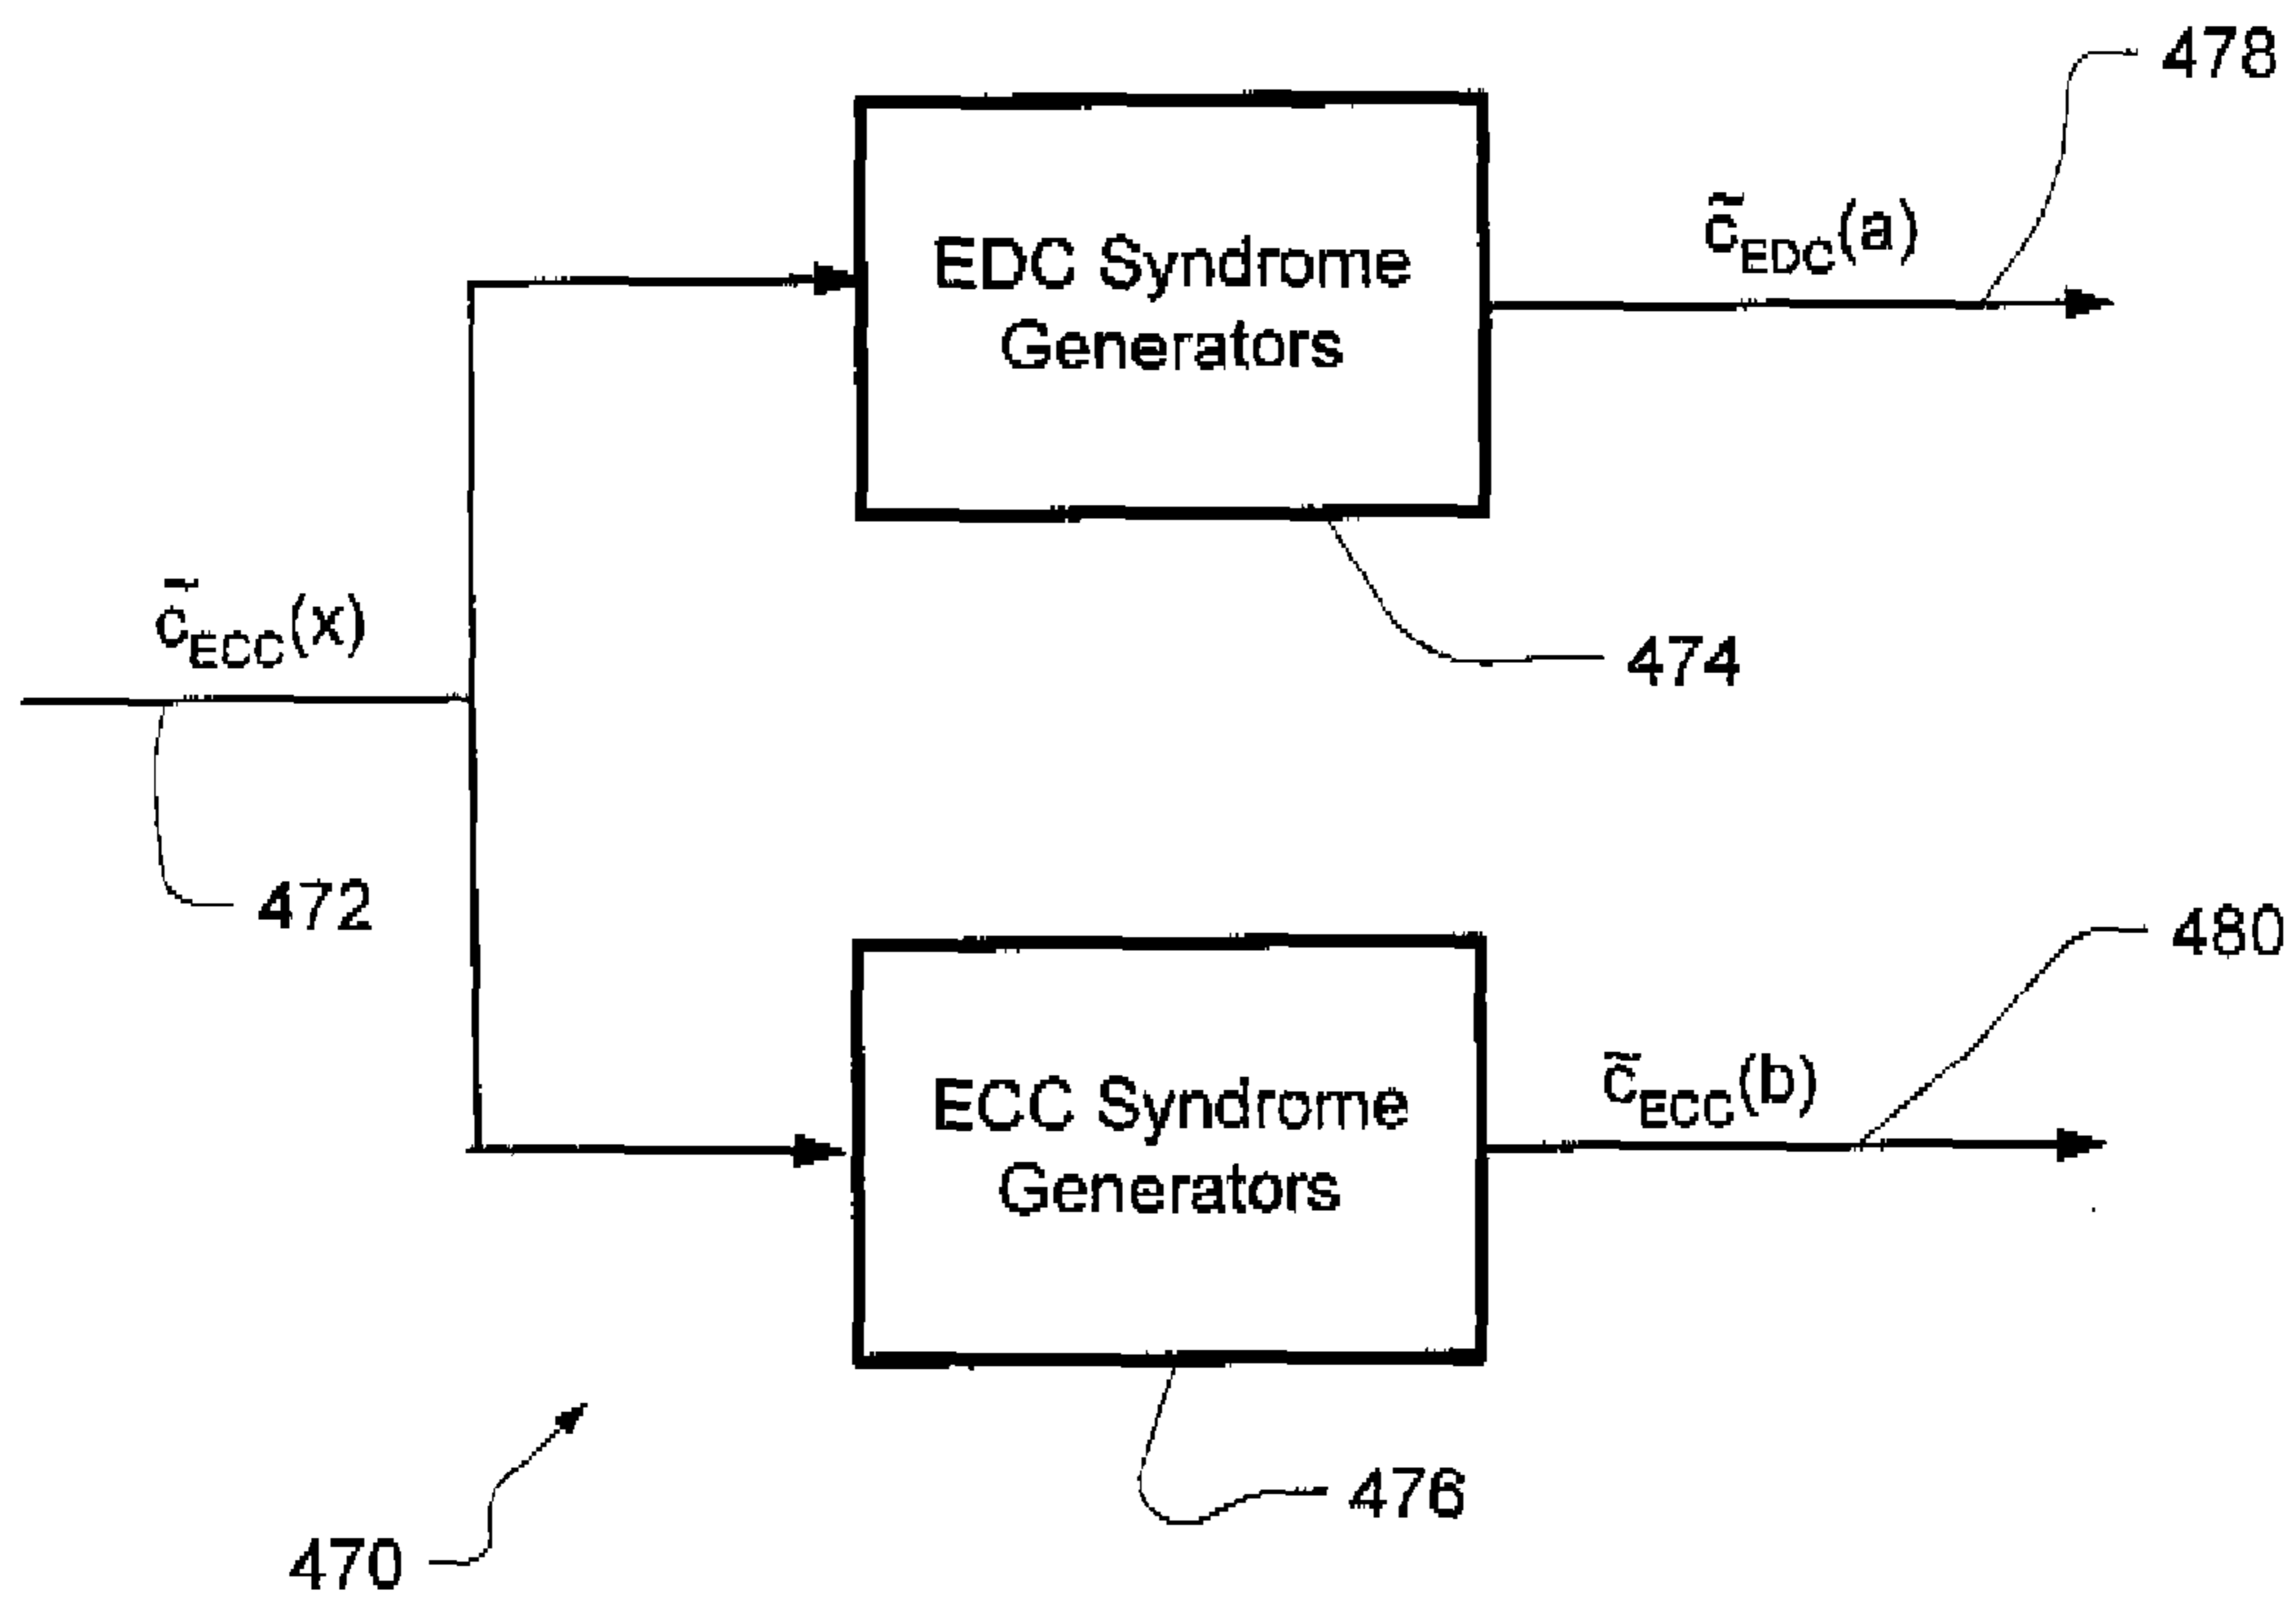 478
EDC Syndrome
Generators
c̃EDC(a)
474
c̃ECC(x)
472
480
ECC Syndrome
Generators
c̃ECC(b)
476
470